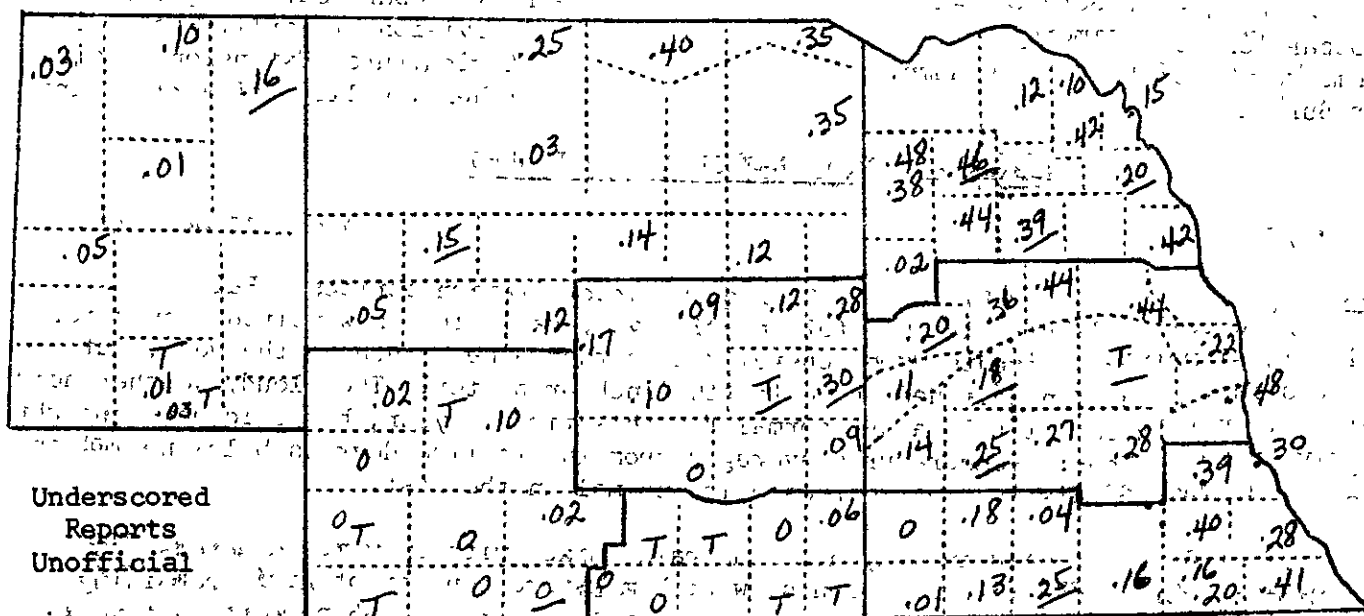 .03 .10 .16 .25 .40 .35
.12 .10 .15
.01 .03 .35 .48 .46 .42
.38 .20
.05 .15 .14 .12 .44 .39 .42
.02
.05 .12 .17 .09 .12 .28 .20 .36 .44 .44
T .22
.01 T .02 T .10 .10 T .30 .11 .18 T .48
.03
0 0 .09 .14 .25 .27 .28 .30
.39
Underscored
Reports
Unofficial
0 T 0 .02 T T 0 .06 0 .18 .04 .40 .28
T 0 0 0 0 T T .01 .13 .25 .16 .16 .41
.20